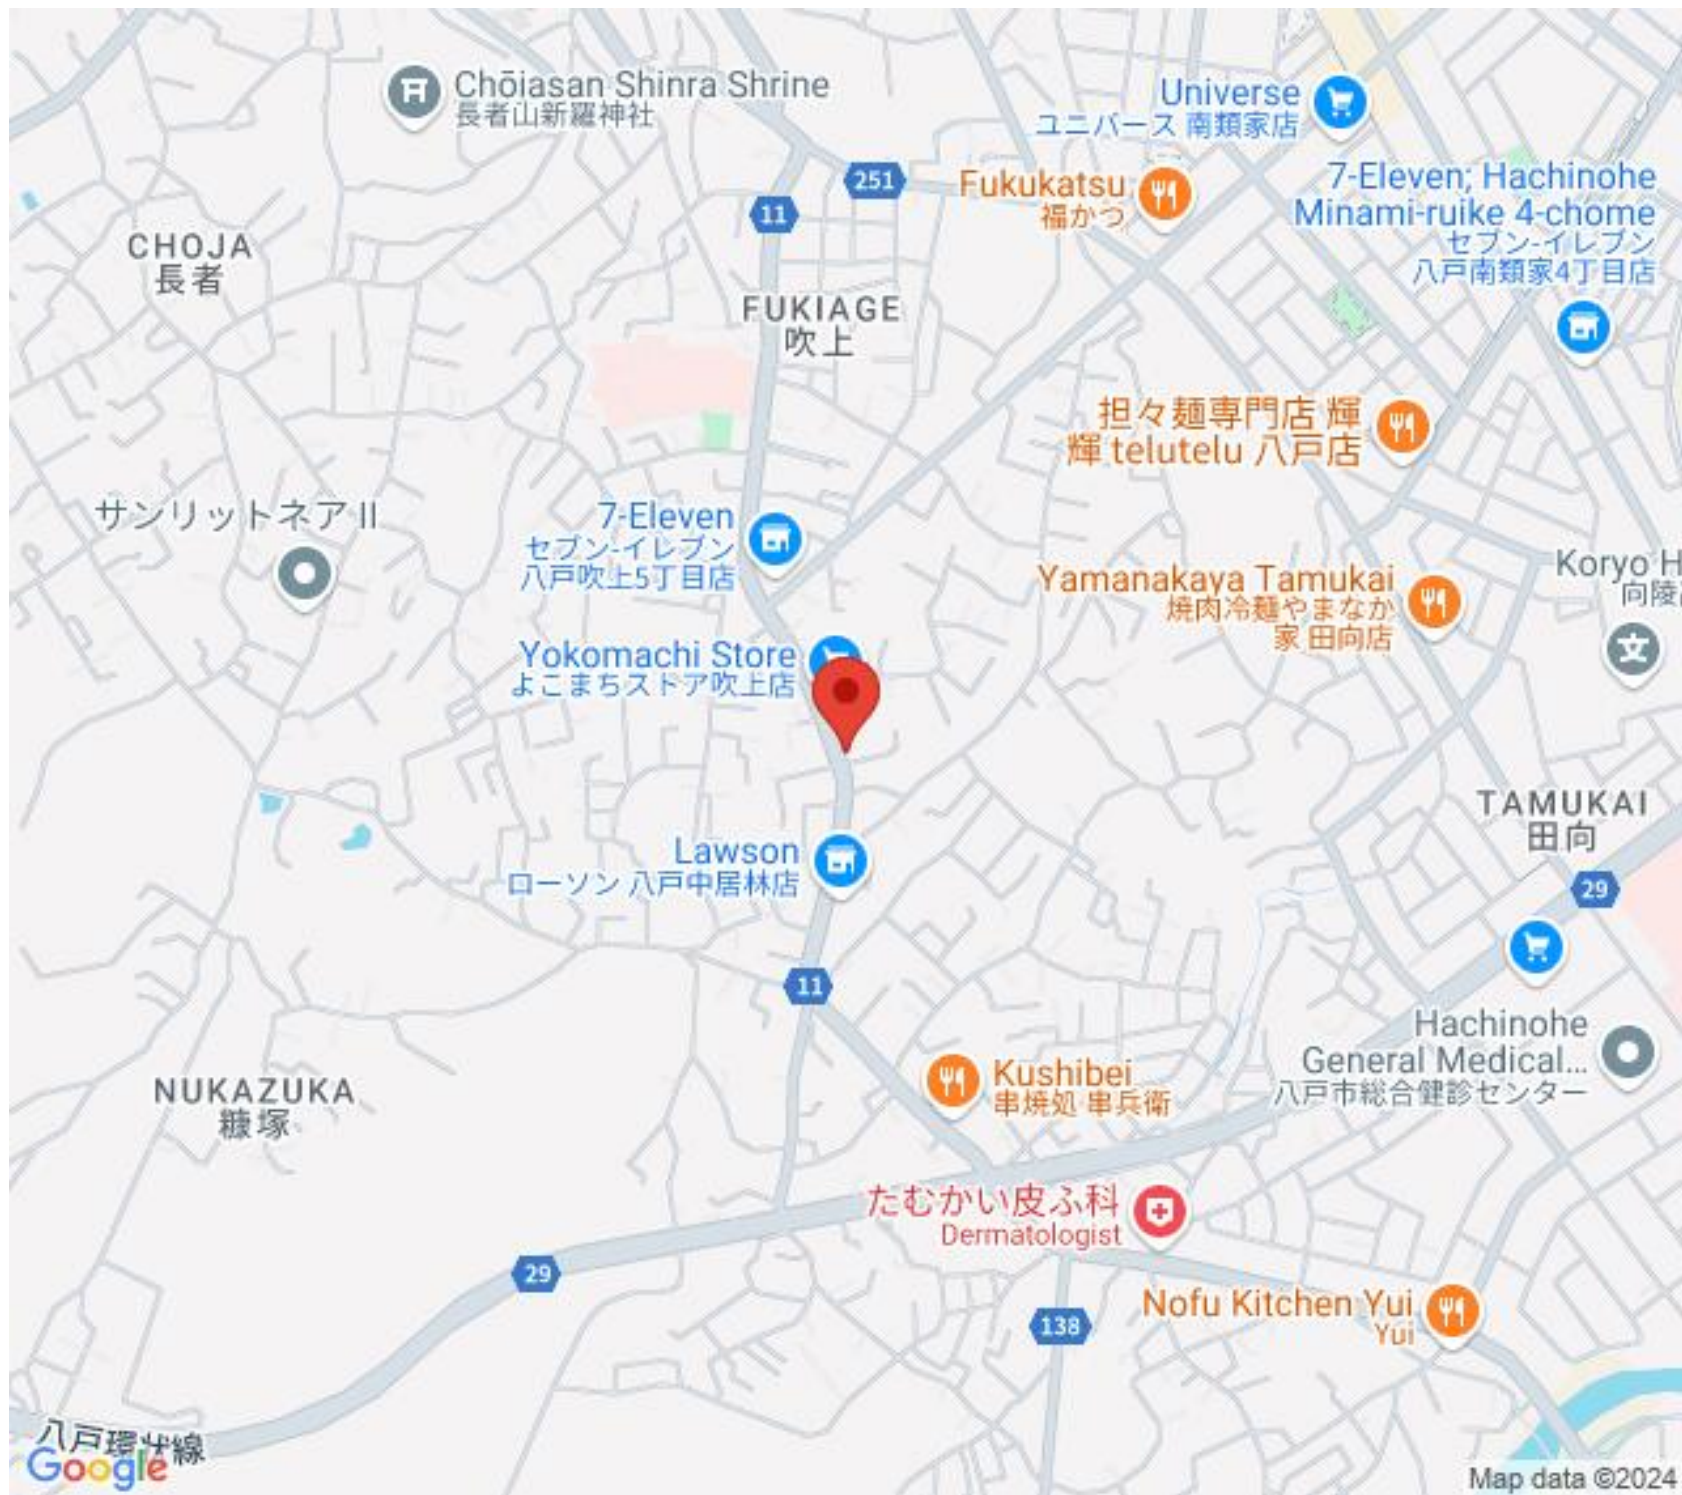 Chōiasan Shinra Shrine
長者山新羅神社
Universe
ユニバース 南類家店
251
Fukukatsu
福かつ
11
7-Eleven; Hachinohe
Minami-ruike 4-chome
セブン-イレブン
八戸南類家4丁目店
CHOJA
長者
FUKIAGE
吹上
担々麺専門店 輝
輝 telutelu 八戸店
サンリットネア II
7-Eleven
セブン-イレブン
八戸吹上5丁目店
Koryo H
向陵
Yamanakaya Tamukai
焼肉冷麺やまなか
家 田向店
Yokomachi Store
よこまちストア吹上店
TAMUKAI
田向
Lawson
ローソン 八戸中居林店
29
11
Hachinohe
General Medical...
八戸市総合健診センター
Kushibei
串焼処 串兵衛
NUKAZUKA
糠塚
たむかい皮ふ科
Dermatologist
29
138
Nofu Kitchen Yui
Yui
八戸環状線
Google
Map data ©2024